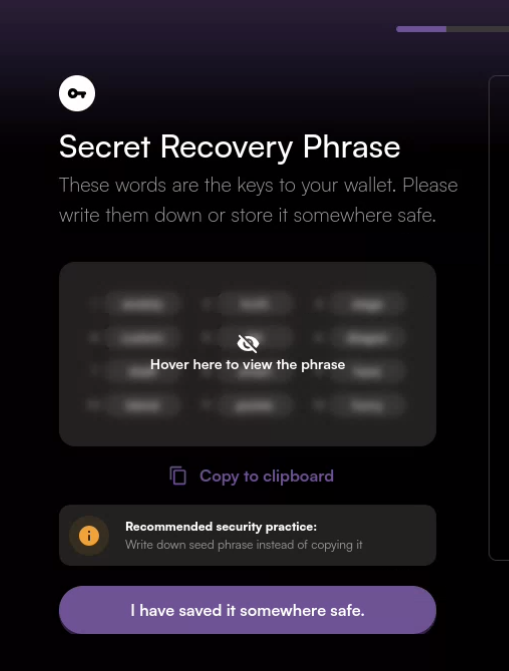 Secret Recovery Phrase
These words are the keys to your wallet. Please
write them down or store it somewhere safe.
Hover here to view the phrase
Copy to clipboard
Recommended security practice:
Write down seed phrase instead of copying it
I have saved it somewhere safe.